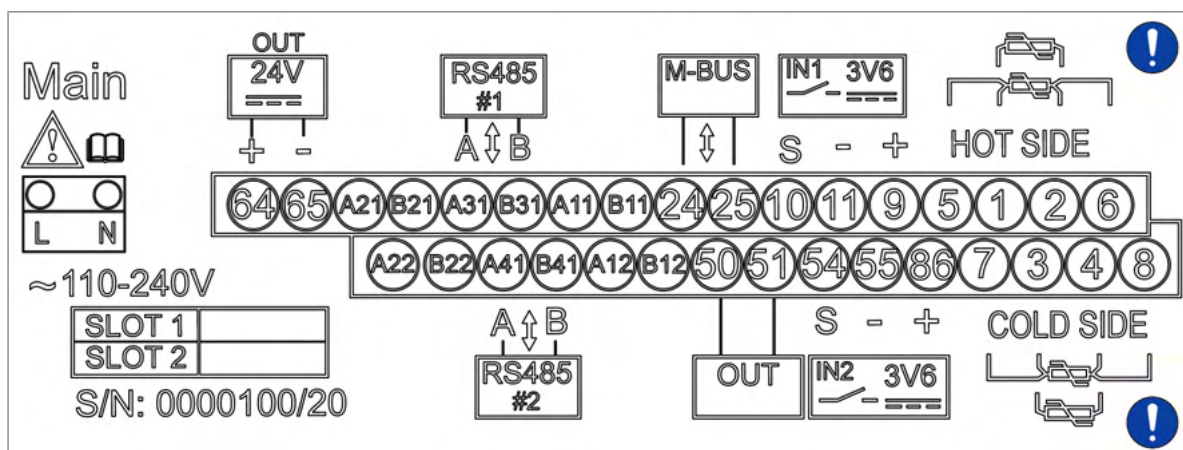 Main
OUT
24V
+ -
RS485
#1
A B
M-BUS
IN1 3V6
S - +
HOT SIDE
64 65 A21 B21 A31 B31 A11 B11 24 25 10 11 9 5 1 2 6
L N
A22 B22 A41 B41 A12 B12 50 51 54 55 86 7 3 4 8
~110-240V
SLOT 1
SLOT 2
S/N: 0000100/20
A B
RS485
#2
OUT
S - +
IN2 3V6
COLD SIDE